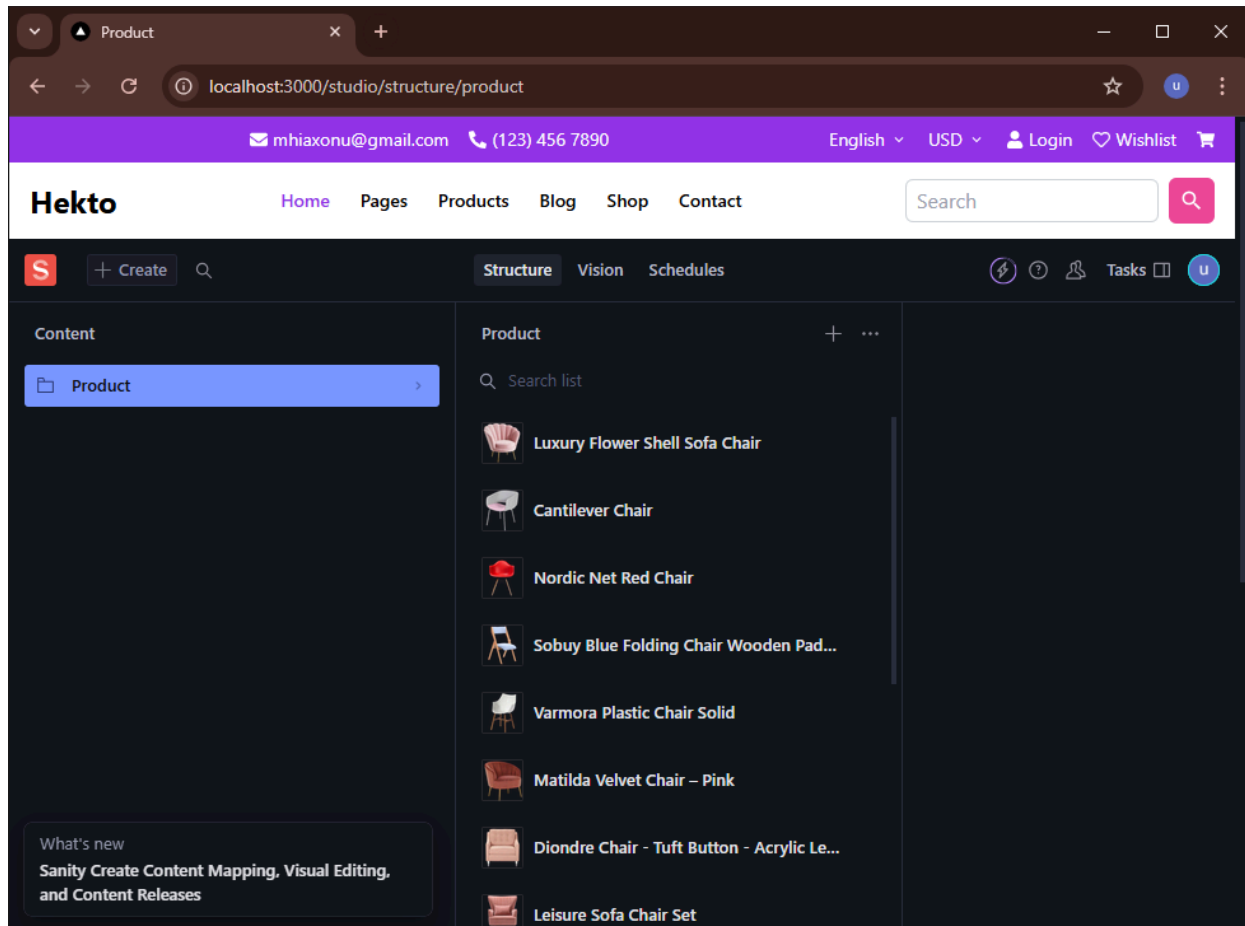 Product
localhost:3000/studio/structure/product
u
mhiaxonu@gmail.com (123) 456 7890 English USD Login Wishlist
Hekto Home Pages Products Blog Shop Contact Search
S Create Structure Vision Schedules Tasks u
Content
Product
Product
Search list
Luxury Flower Shell Sofa Chair
Cantilever Chair
Nordic Net Red Chair
Sobuy Blue Folding Chair Wooden Pad...
Varmora Plastic Chair Solid
Matilda Velvet Chair – Pink
Diondre Chair - Tuft Button - Acrylic Le...
Leisure Sofa Chair Set
What's new
Sanity Create Content Mapping, Visual Editing,
and Content Releases